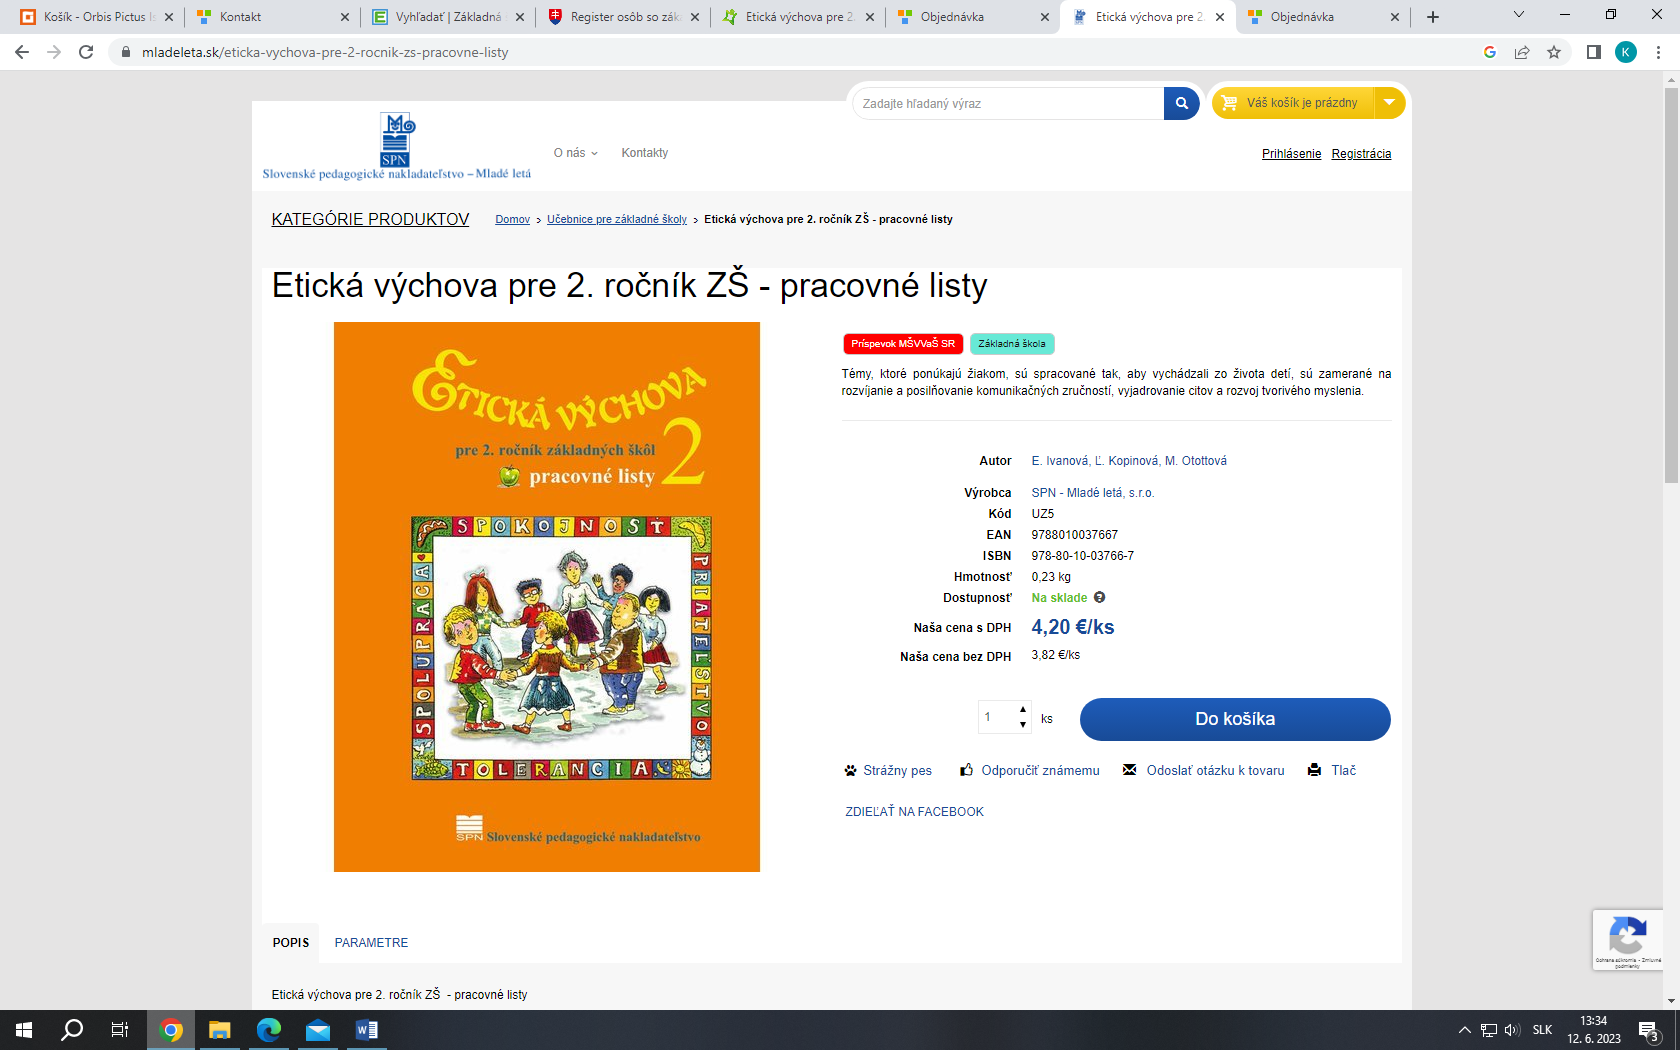 Košík - Orbis Pictus Is
Kontakt
Vyhľadať | Základná
Register osôb so zák
Etická výchova pre 2.
Objednávka
Etická výchova pre 2.
Objednávka
mladeleta.sk/eticka-vychova-pre-2-rocnik-zs-pracovne-listy
K
Zadajte hľadaný výraz
Váš košík je prázdny
SPN
Slovenské pedagogické nakladateľstvo – Mladé letá
O nás
Kontakty
Prihlásenie
Registrácia
KATEGÓRIE PRODUKTOV
Domov > Učebnice pre základné školy > Etická výchova pre 2. ročník ZŠ - pracovné listy
Etická výchova pre 2. ročník ZŠ - pracovné listy
ETICKÁ VÝCHOVA
pre 2. ročník základných škôl
pracovné listy
2
SPOKOJNOSŤ
SPOLUPRÁCA
PRIATEĽSTVO
TOLERANCIA
SPN
Slovenské pedagogické nakladateľstvo
Príspevok MŠVVaŠ SR
Základná škola
Témy, ktoré ponúkajú žiakom, sú spracované tak, aby vychádzali zo života detí, sú zamerané na
rozvíjanie a posilňovanie komunikačných zručností, vyjadrovanie citov a rozvoj tvorivého myslenia.
Autor E. Ivanová, Ľ. Kopinová, M. Otottová
Výrobca SPN - Mladé letá, s.r.o.
Kód UZ5
EAN 9788010037667
ISBN 978-80-10-03766-7
Hmotnosť 0,23 kg
Dostupnosť Na sklade ?
Naša cena s DPH 4,20 €/ks
Naša cena bez DPH 3,82 €/ks
1 ks
Do košíka
Strážny pes
Odporučiť známemu
Odoslať otázku k tovaru
Tlač
ZDIEĽAŤ NA FACEBOOK
POPIS
PARAMETRE
Ochrana súkromia - Zmluvné
podmienky
Etická výchova pre 2. ročník ZŠ - pracovné listy
SLK
13:34
12. 6. 2023
3